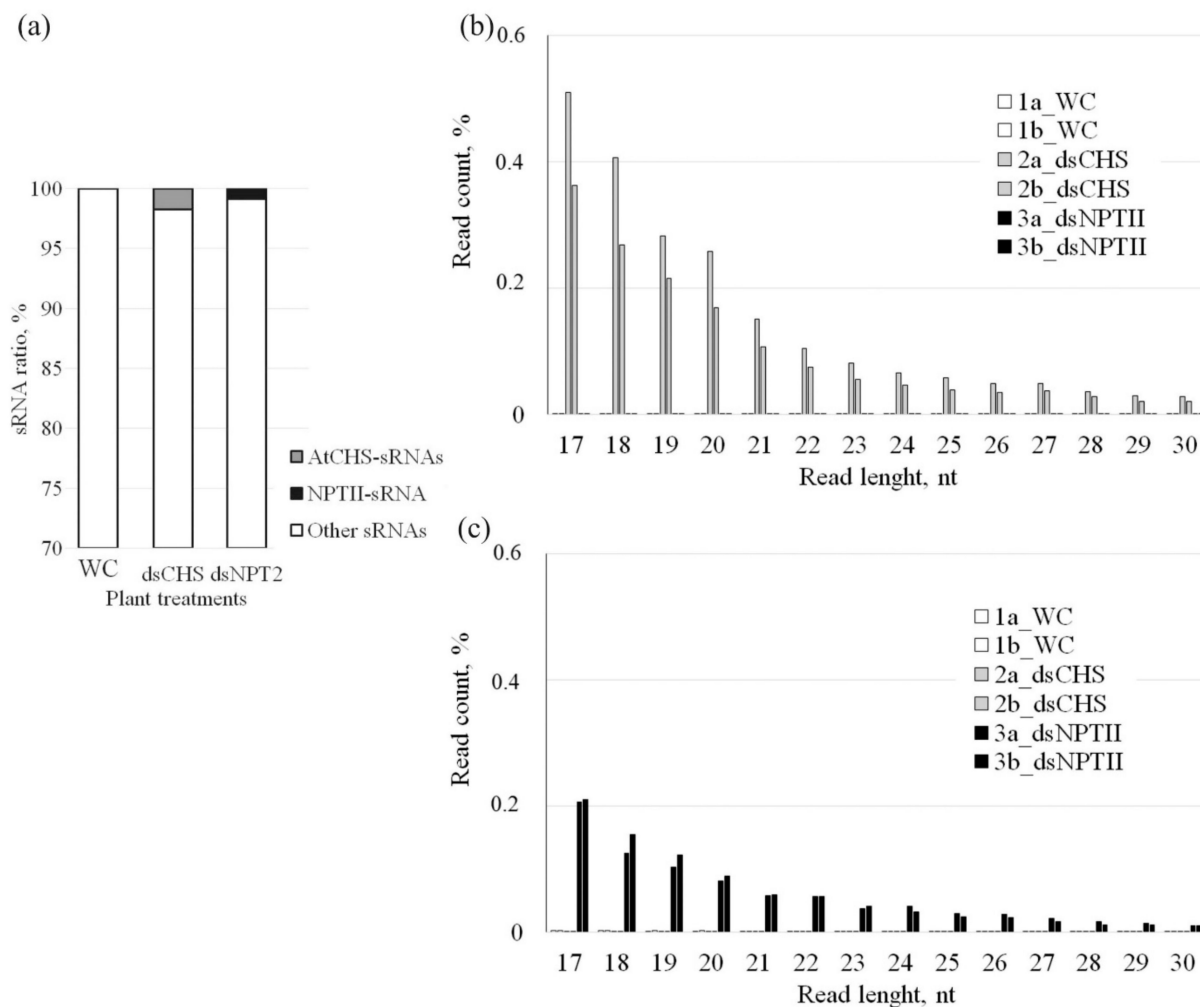 (a)
100
95
90
85
80
75
70
sRNA ratio, %
WC
dsCHS
dsNPT2
Plant treatments
AtCHS-sRNAs
NPTII-sRNA
Other sRNAs
(b)
0.6
0.4
0.2
0
Read count, %
1a_WC
1b_WC
2a_dsCHS
2b_dsCHS
3a_dsNPTII
3b_dsNPTII
17 18 19 20 21 22 23 24 25 26 27 28 29 30
Read lenght, nt
(c)
0.6
0.4
0.2
0
Read count, %
1a_WC
1b_WC
2a_dsCHS
2b_dsCHS
3a_dsNPTII
3b_dsNPTII
17 18 19 20 21 22 23 24 25 26 27 28 29 30
Read lenght, nt